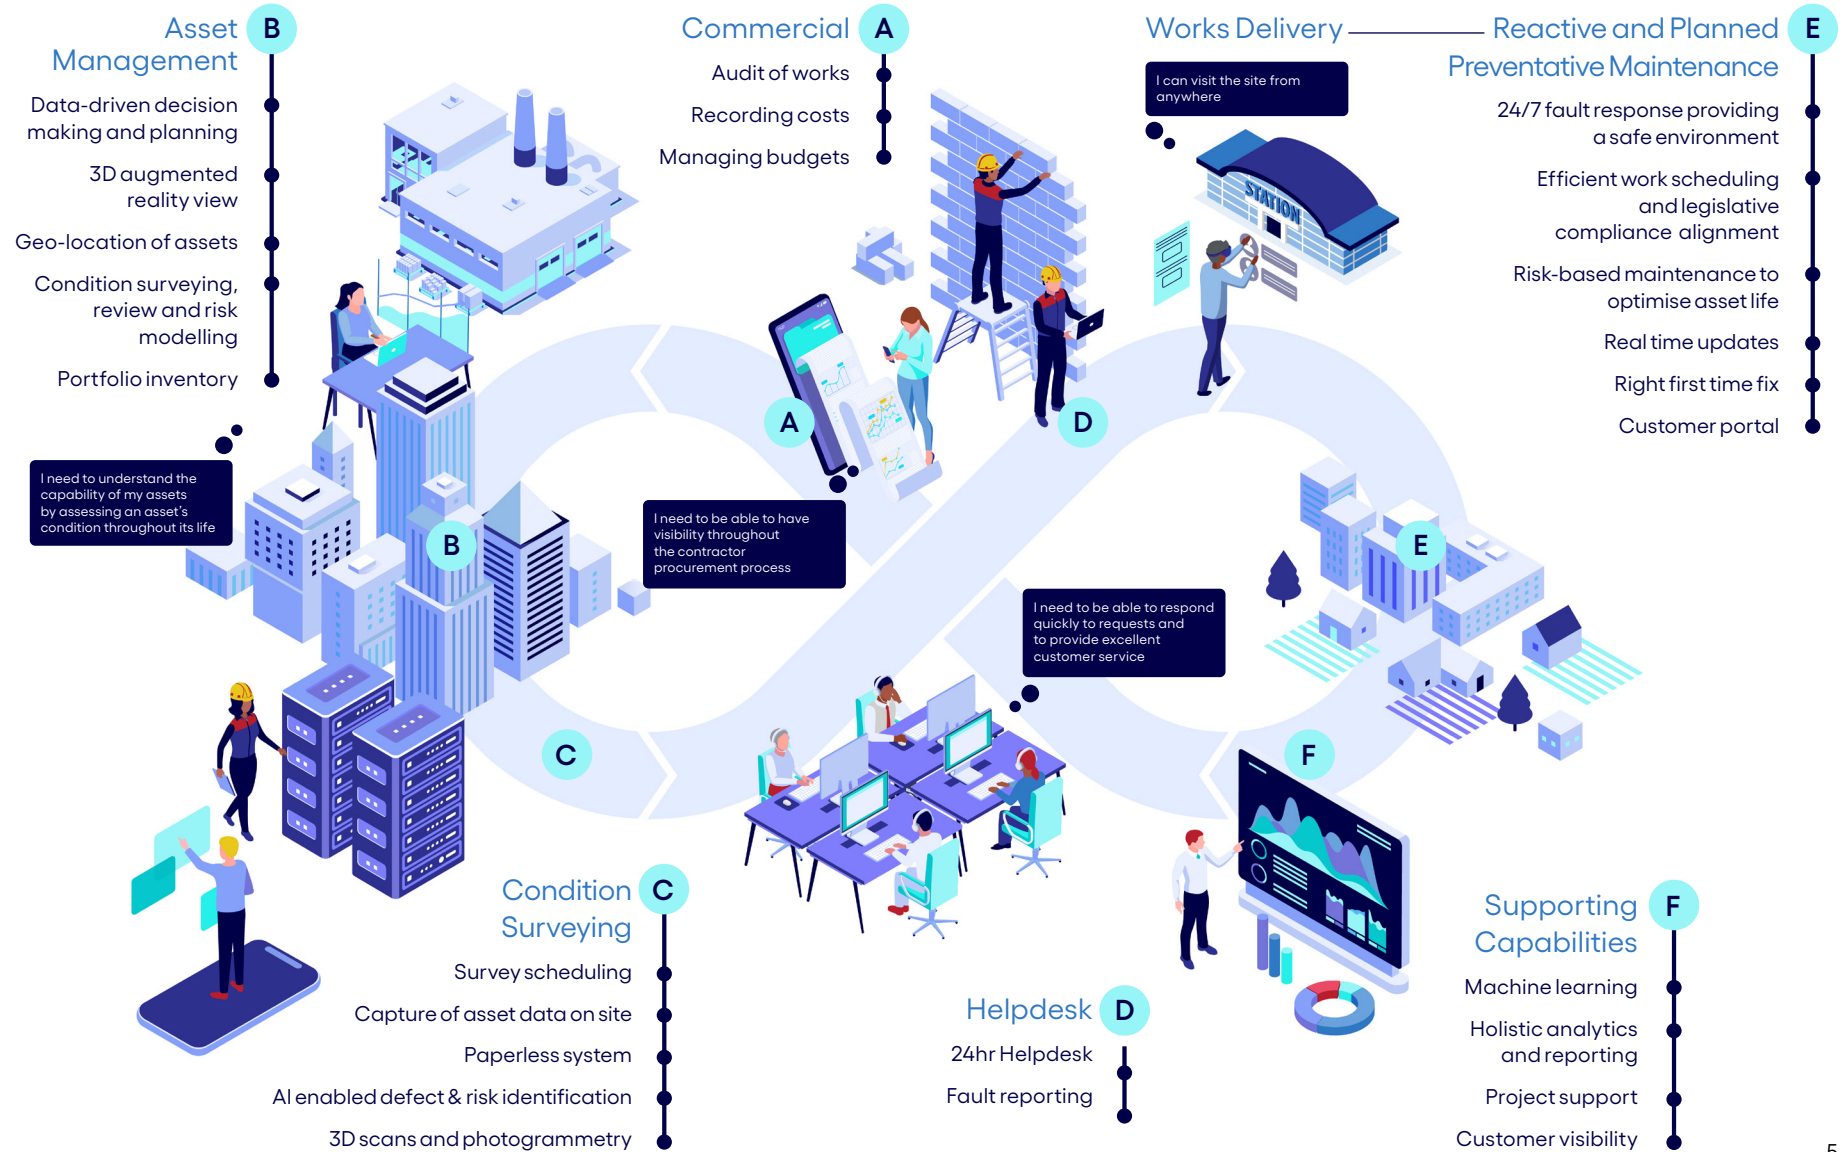 Asset
Management
B
Data-driven decision
making and planning
3D augmented
reality view
Geo-location of assets
Condition surveying,
review and risk
modelling
Portfolio inventory
I need to understand the
capability of my assets
by assessing an asset's
condition throughout its life
Commercial
A
Audit of works
Recording costs
Managing budgets
Works Delivery
Reactive and Planned
Preventative Maintenance
E
I can visit the site from
anywhere
24/7 fault response providing
a safe environment
Efficient work scheduling
and legislative
compliance alignment
Risk-based maintenance to
optimise asset life
Real time updates
Right first time fix
Customer portal
STATION
A
D
B
E
I need to be able to have
visibility throughout
the contractor
procurement process
I need to be able to respond
quickly to requests and
to provide excellent
customer service
C
F
Condition
Surveying
C
Survey scheduling
Capture of asset data on site
Paperless system
AI enabled defect & risk identification
3D scans and photogrammetry
Helpdesk
D
24hr Helpdesk
Fault reporting
Supporting
Capabilities
F
Machine learning
Holistic analytics
and reporting
Project support
Customer visibility
5